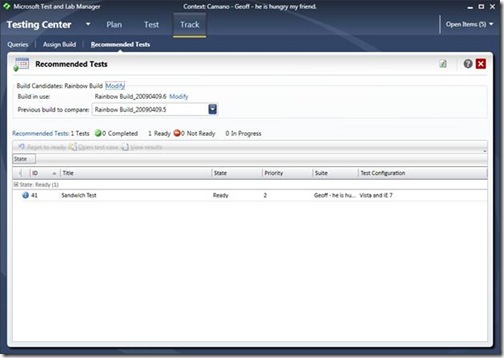 Microsoft Test and Lab Manager
Context: Camano - Geoff - he is hungry my friend.
Testing Center
Plan
Test
Track
Open Items (5)
Queries
Assign Build
Recommended Tests
Recommended Tests
Build Candidates: Rainbow Build Modify
Build in use: Rainbow Build_20090409.6 Modify
Previous build to compare: Rainbow Build_20090409.5
Recommended Tests: 1 Tests 0 Completed 1 Ready 0 Not Ready 0 In Progress
Reset to ready Open test case View results
State
ID Title State Priority Suite Test Configuration
State: Ready (1)
41 Sandwich Test Ready 2 Geoff - he is hu... Vista and IE 7